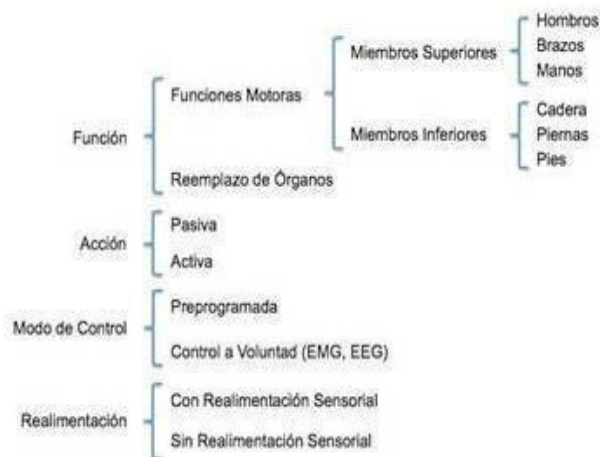 Función
Funciones Motoras
Miembros Superiores
Hombros
Brazos
Manos
Miembros Inferiores
Cadera
Piernas
Pies
Reemplazo de Órganos
Acción
Pasiva
Activa
Modo de Control
Preprogramada
Control a Voluntad (EMG, EEG)
Realimentación
Con Realimentación Sensorial
Sin Realimentación Sensorial